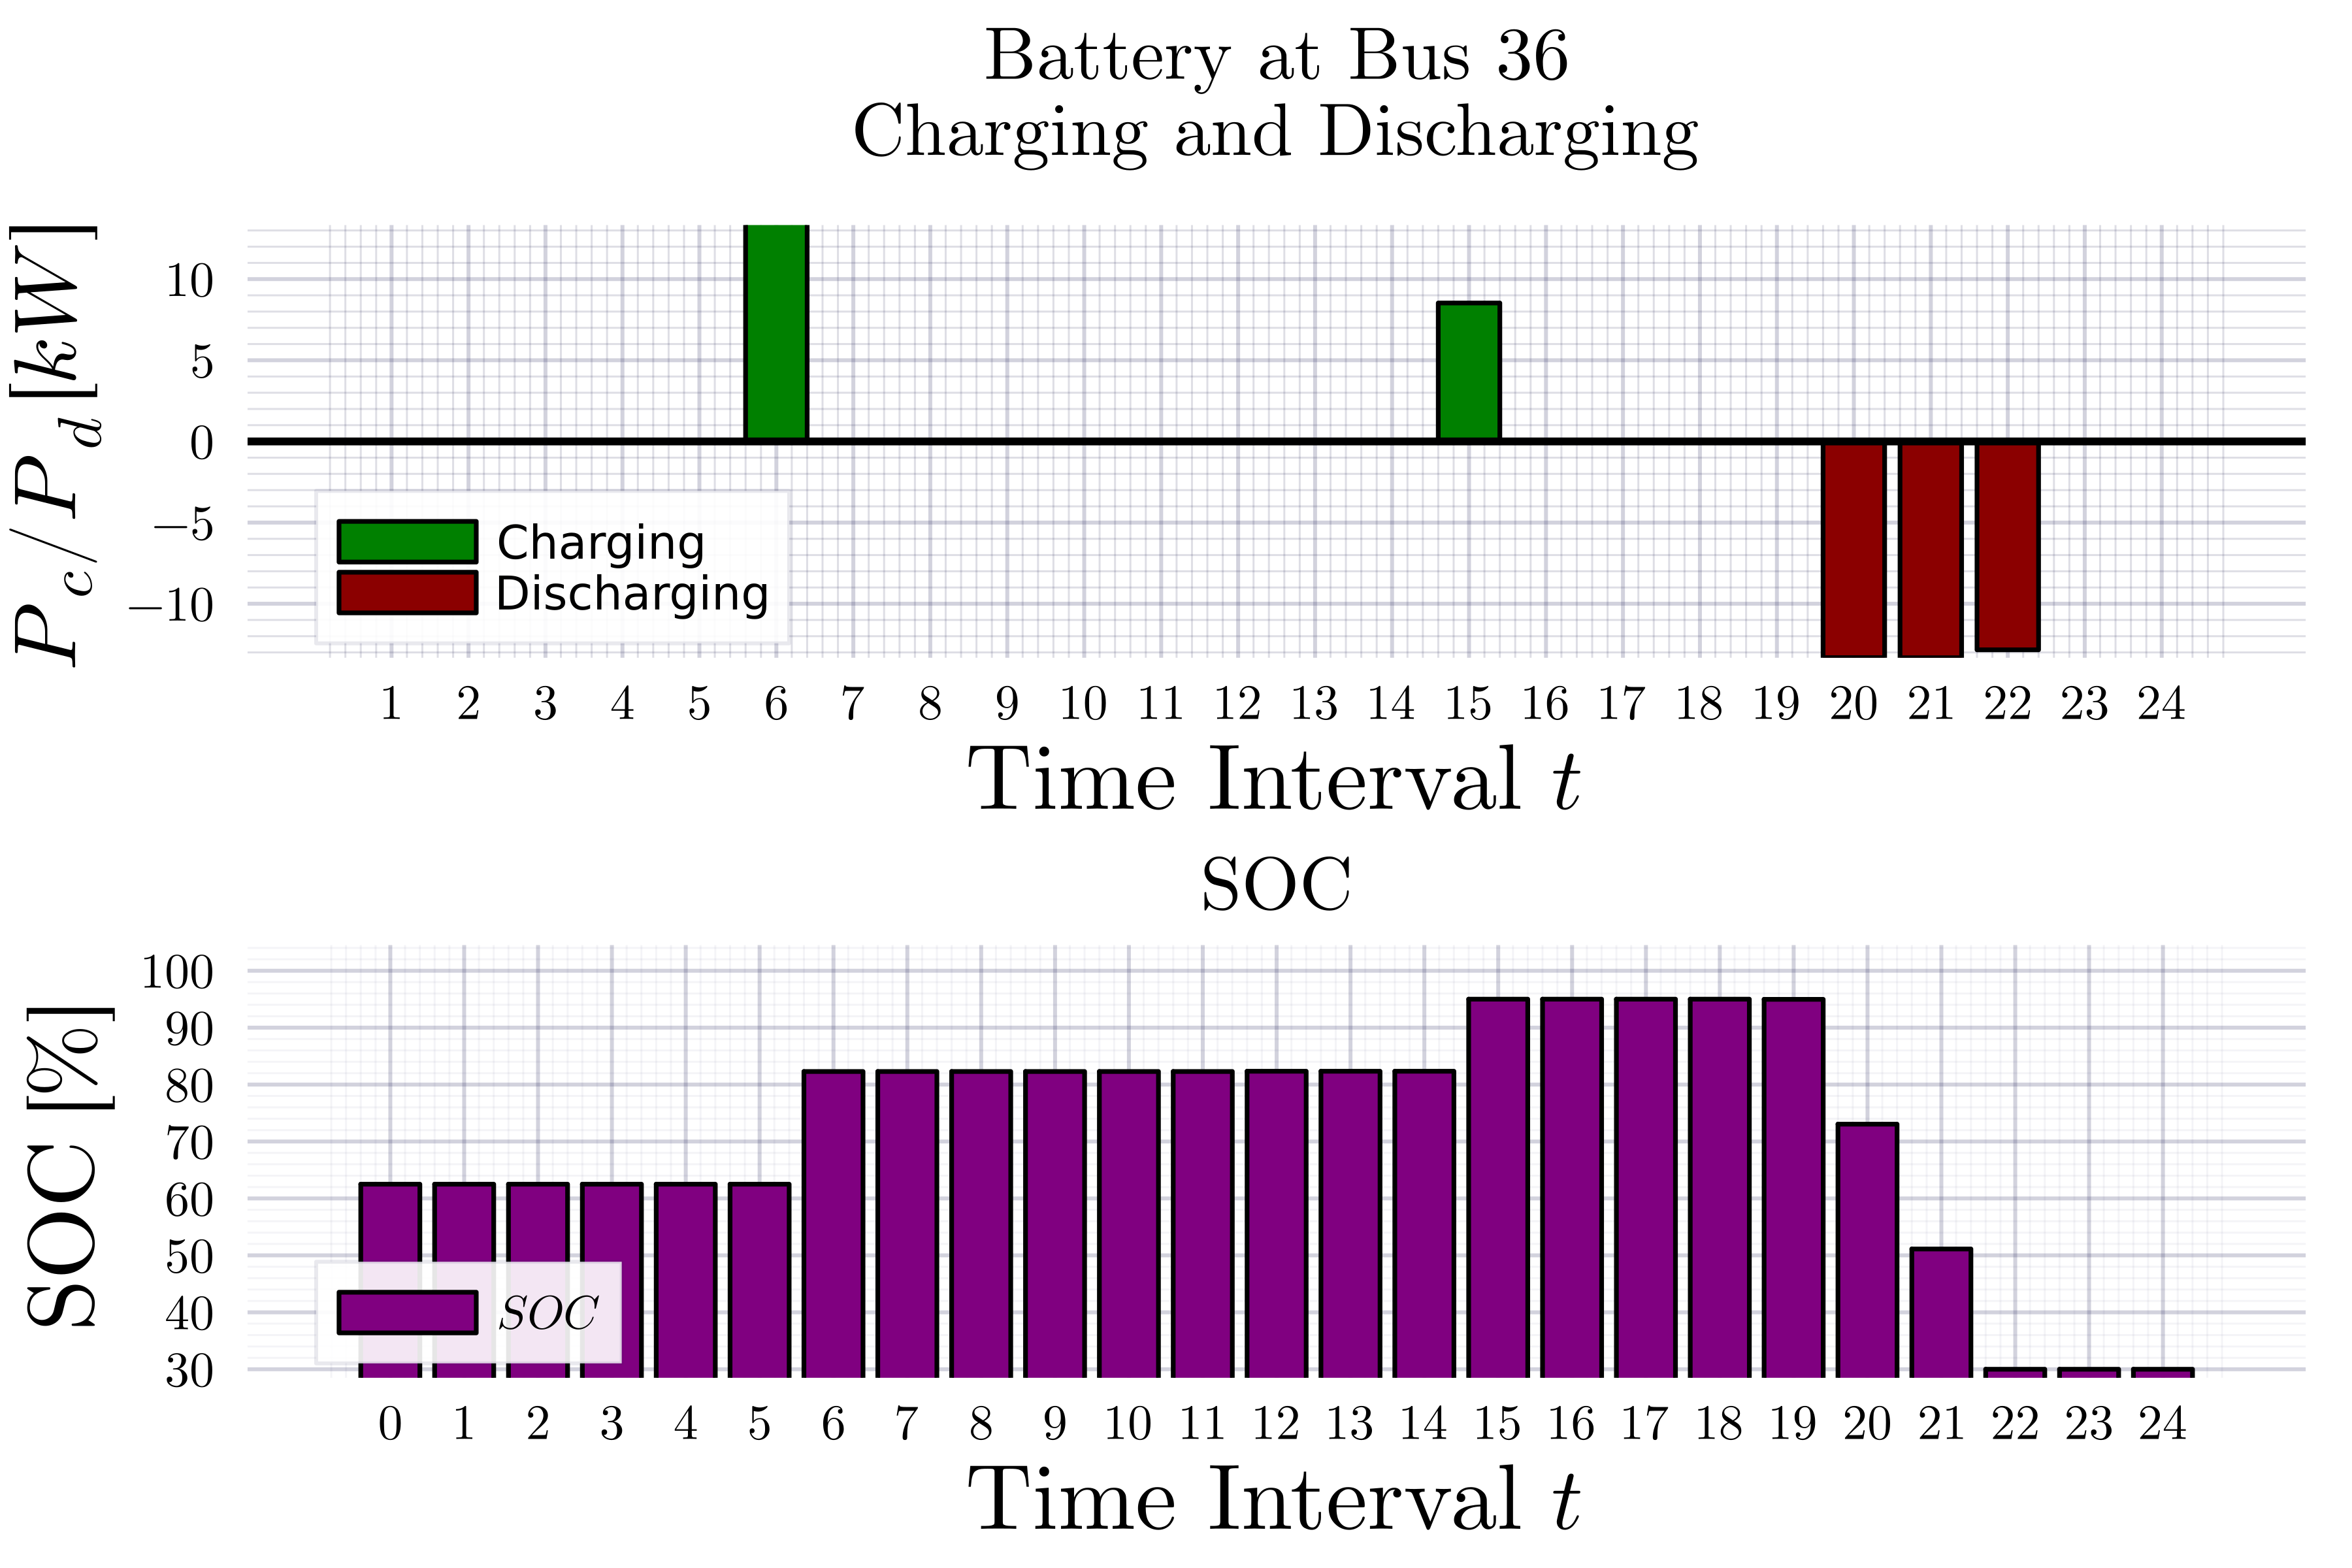 Battery at Bus 36
Charging and Discharging
P_c/P_d [kW]
10
5
0
−5
−10
Charging
Discharging
1 2 3 4 5 6 7 8 9 10 11 12 13 14 15 16 17 18 19 20 21 22 23 24
Time Interval t
SOC
SOC [%]
100
90
80
70
60
50
40
30
SOC
0 1 2 3 4 5 6 7 8 9 10 11 12 13 14 15 16 17 18 19 20 21 22 23 24
Time Interval t